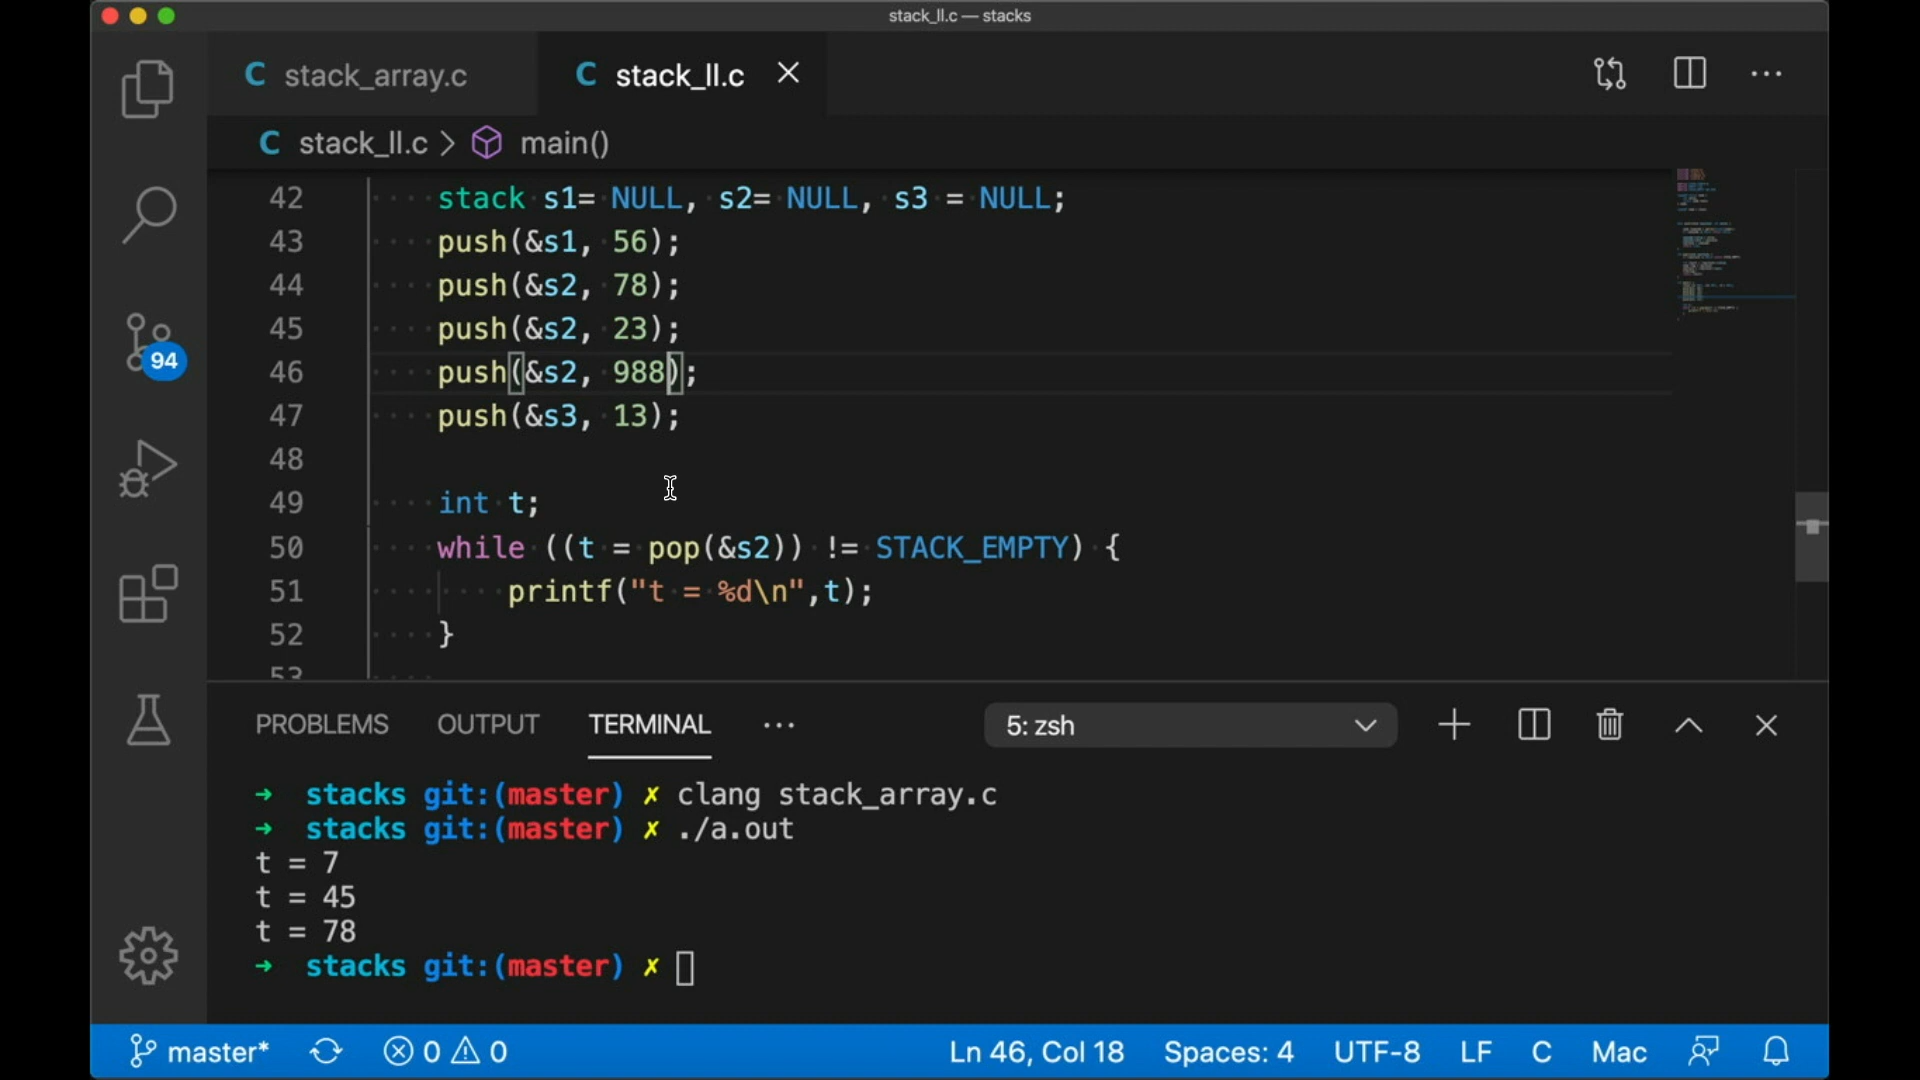 stack_ll.c — stacks
C stack_array.c
C stack_ll.c
C stack_ll.c > main()
42 stack s1= NULL, s2= NULL, s3 = NULL;
43 push(&s1, 56);
44 push(&s2, 78);
45 push(&s2, 23);
46 push(&s2, 988);
47 push(&s3, 13);
48
49 int t;
50 while ((t = pop(&s2)) != STACK_EMPTY) {
51 printf("t = %d\n",t);
52 }
53
94
PROBLEMS OUTPUT TERMINAL ··· 5: zsh
→ stacks git:(master) ✗ clang stack_array.c
→ stacks git:(master) ✗ ./a.out
t = 7
t = 45
t = 78
→ stacks git:(master) ✗
master* 0 0 Ln 46, Col 18 Spaces: 4 UTF-8 LF C Mac